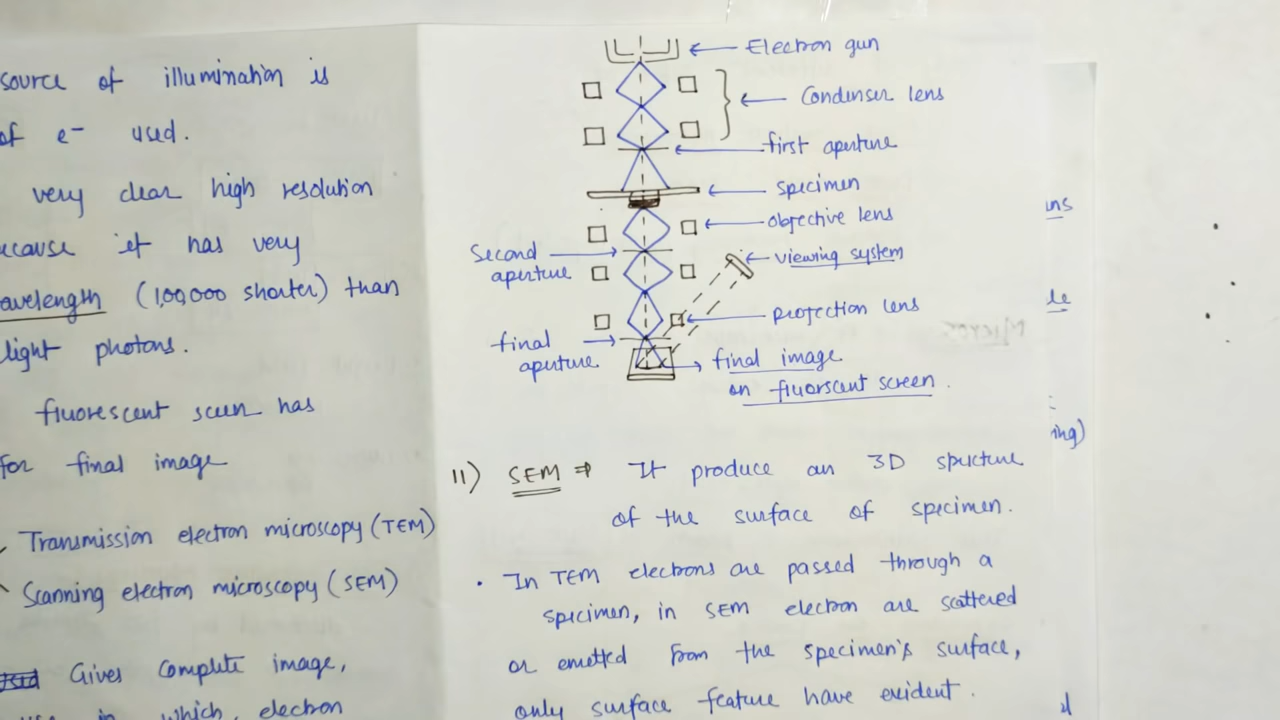 source of illumination is
of e- used.
very clear high resolution
because it has very
wavelength (1,00,000 shorter) than
light photons.
fluorescent screen has
for final image
Transmission electron microscopy (TEM)
Scanning electron microscopy (SEM)
Gives complete image,
in which electron
Electron gun
Condenser lens
first aperture
specimen
objective lens
Second
aperture
viewing system
projection lens
final
aperture
final image
on fluorscent screen.
11) SEM ⇒ It produce an 3D
of the surface of specimen.
• In TEM electrons are passed through a
specimen, in SEM electron are scattered
or emetted from the specimen's surface,
only surface feature have evident.
ing)